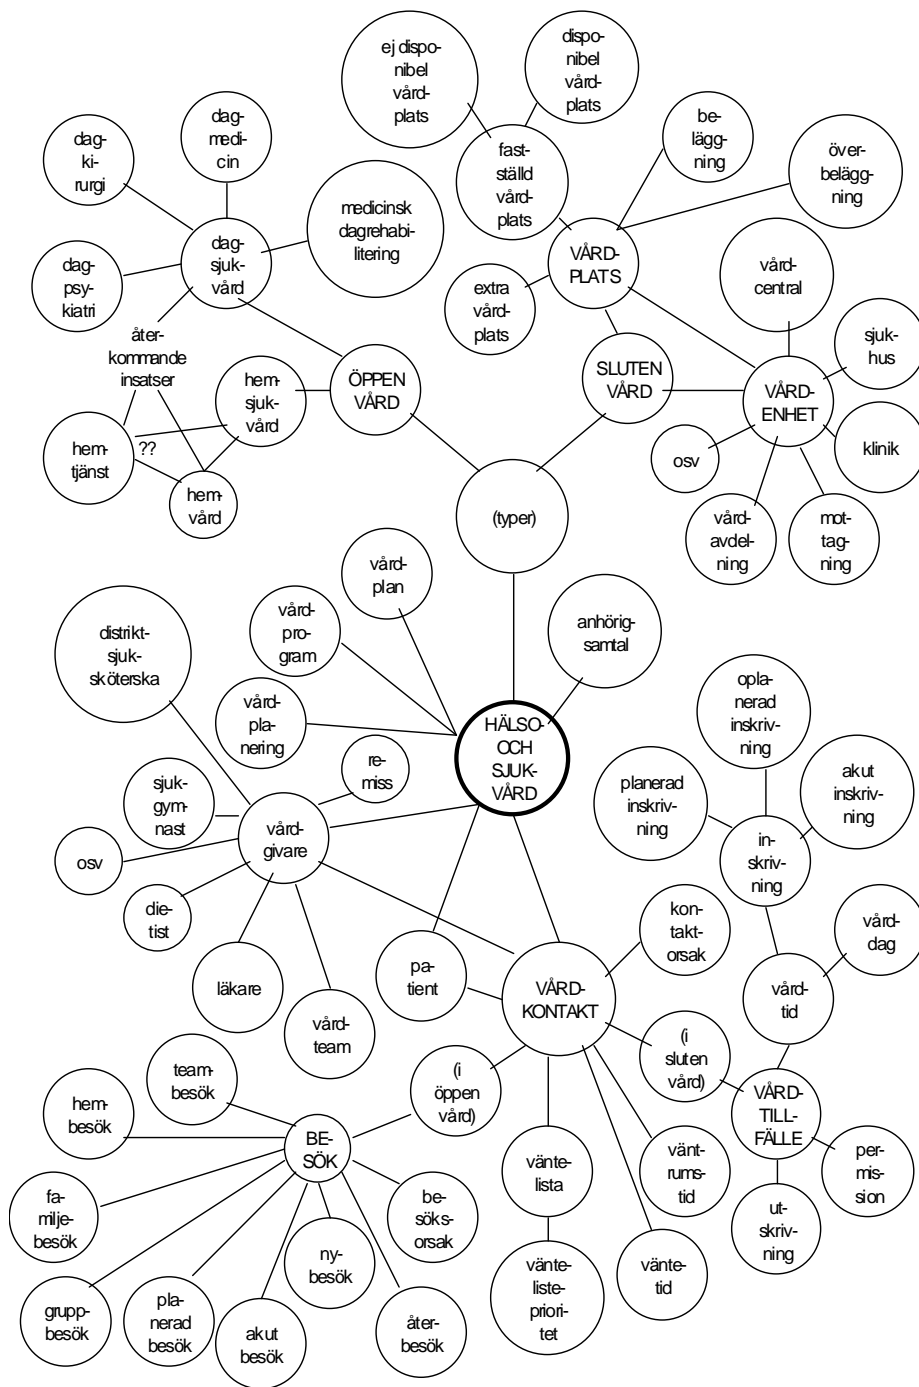 ej dispo-
nibel
vård-
plats
dispo-
nibel
vård-
plats
dag-
medi-
cin
dag-
ki-
rurgi
be-
lägg-
ning
över-
belägg-
ning
fast-
ställd
vård-
plats
medicinsk
dagrehabi-
litering
dag-
sjuk-
vård
VÅRD-
PLATS
vård-
central
dag-
psy-
kiatri
extra
vård-
plats
sjuk-
hus
åter-
kommande
insatser
hem-
sjuk-
vård
ÖPPEN
VÅRD
SLUTEN
VÅRD
VÅRD-
ENHET
klinik
hem-
tjänst
??
osv
hem-
vård
(typer)
vård-
avdel-
ning
mot-
tag-
ning
vård-
plan
vård-
pro-
gram
anhörig-
samtal
distrikt-
sjuk-
sköterska
opla-
nerad
inskriv-
ning
vård-
pla-
nering
HÄLSO-
OCH
SJUK-
VÅRD
re-
miss
planerad
inskriv-
ning
akut
inskriv-
ning
sjuk-
gym-
nast
vård-
givare
in-
skriv-
ning
osv
die-
tist
kon-
takt-
orsak
vård-
dag
läkare
pa-
tient
VÅRD-
KONTAKT
vård-
tid
vård-
team
(i
sluten
vård)
team-
besök
(i
öppen
vård)
VÅRD-
TILL-
FÄLLE
hem-
besök
BE-
SÖK
vänte-
lista
vänt-
rums-
tid
per-
mis-
sion
fa-
milje-
besök
be-
söks-
orsak
ut-
skriv-
ning
ny-
besök
vänte-
liste-
priori-
tet
vänte-
tid
grupp-
besök
pla-
nerad
besök
akut
besök
åter-
besök